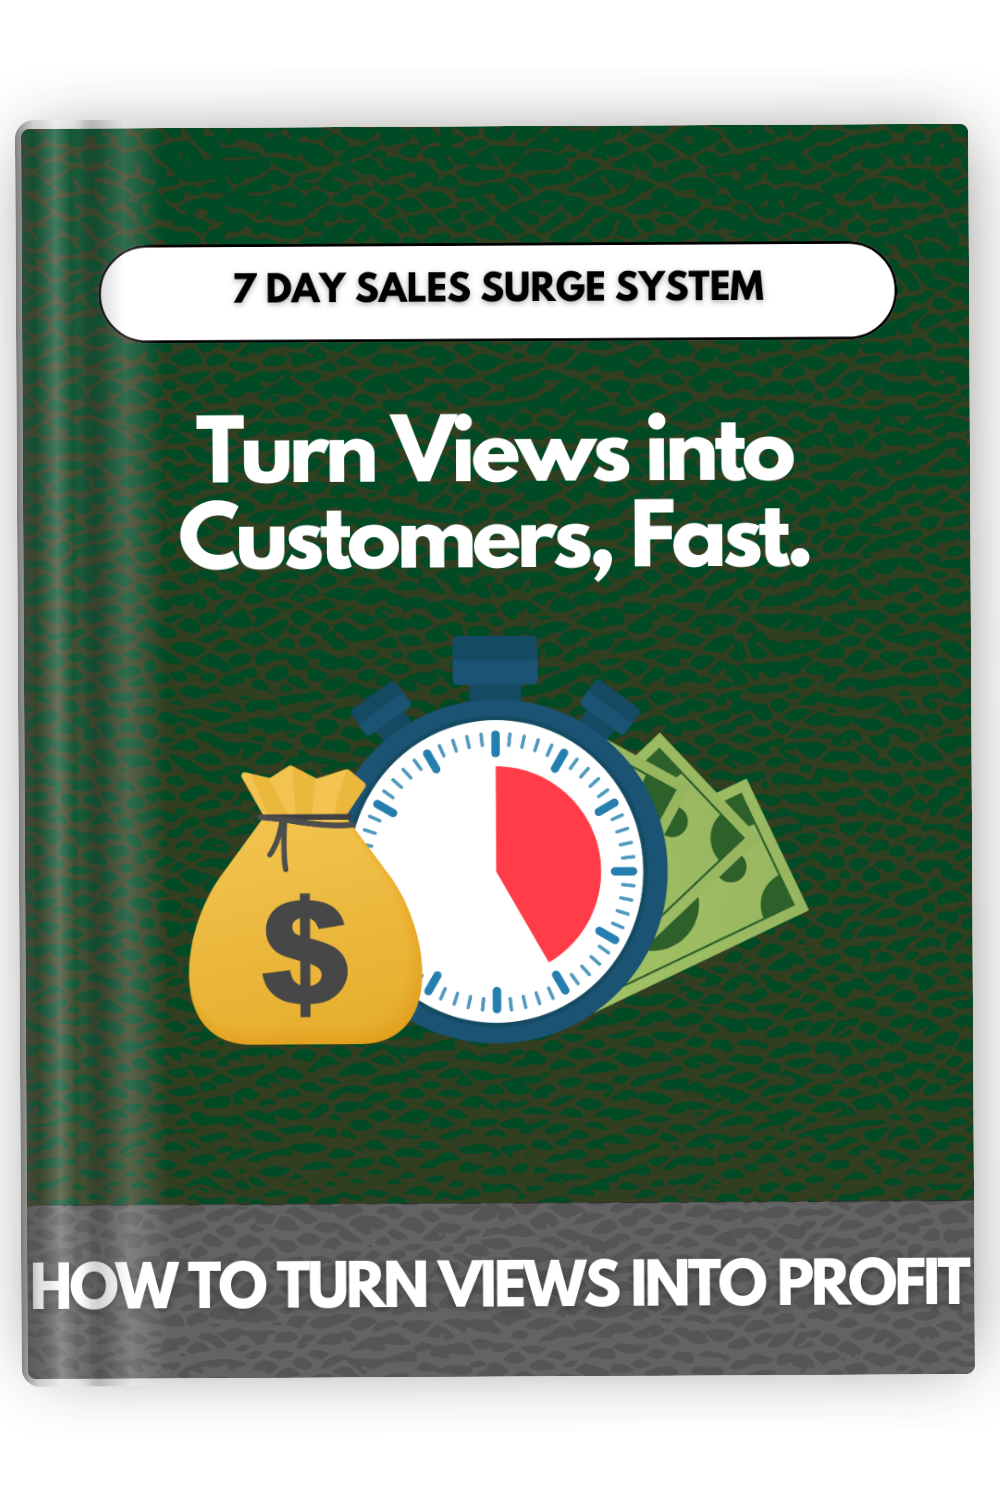 7 DAY SALES SURGE SYSTEM
Turn Views into
Customers, Fast.
$
HOW TO TURN VIEWS INTO PROFIT